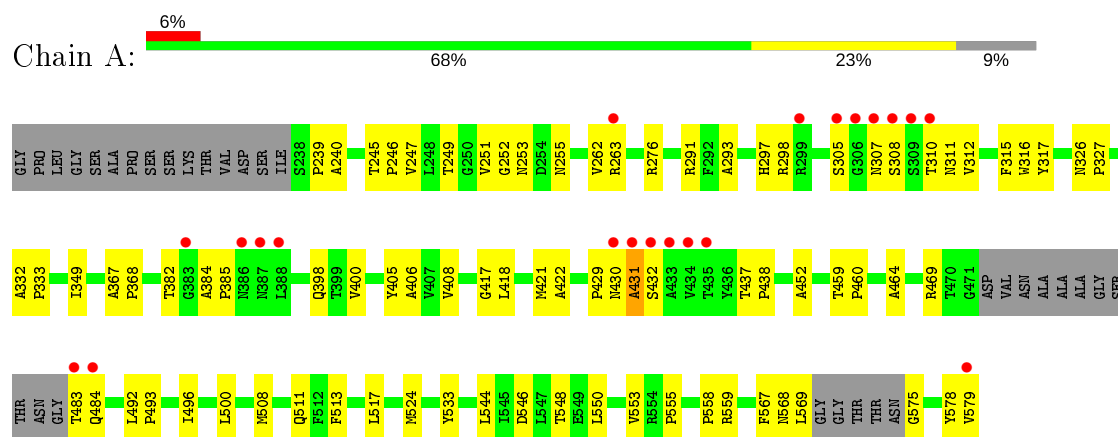 6%
Chain A:
68% 23% 9%
GLY PRO LEU GLY SER ALA PRO SER SER LYS THR VAL ASP SER ILE S238 P239 A240 T245 P246 V247 L248 T249 G250 V251 G252 N253 D254 N255 V262 R263 R276 R291 F292 A293 H297 R298 R299 S305 G306 N307 S308 S309 T310 N311 V312 F315 W316 Y317 N326 P327
A332 P333 I349 A367 P368 T382 G383 A384 P385 N386 N387 L388 Q398 T399 V400 Y405 A406 V407 V408 G417 L418 M421 A422 P429 N430 A431 S432 A433 V434 T435 Y436 T437 P438 A452 T459 P460 A464 R469 T470 G471 ASP VAL ASN ALA ALA ALA GLY SER
THR ASN GLY T483 Q484 L492 P493 I496 L500 M508 Q511 F512 F513 L517 M524 Y533 L544 I545 D546 L547 T548 E549 L550 V553 R554 P555 P558 R559 F567 N568 L569 GLY GLY THR THR ASN G575 Y578 V579